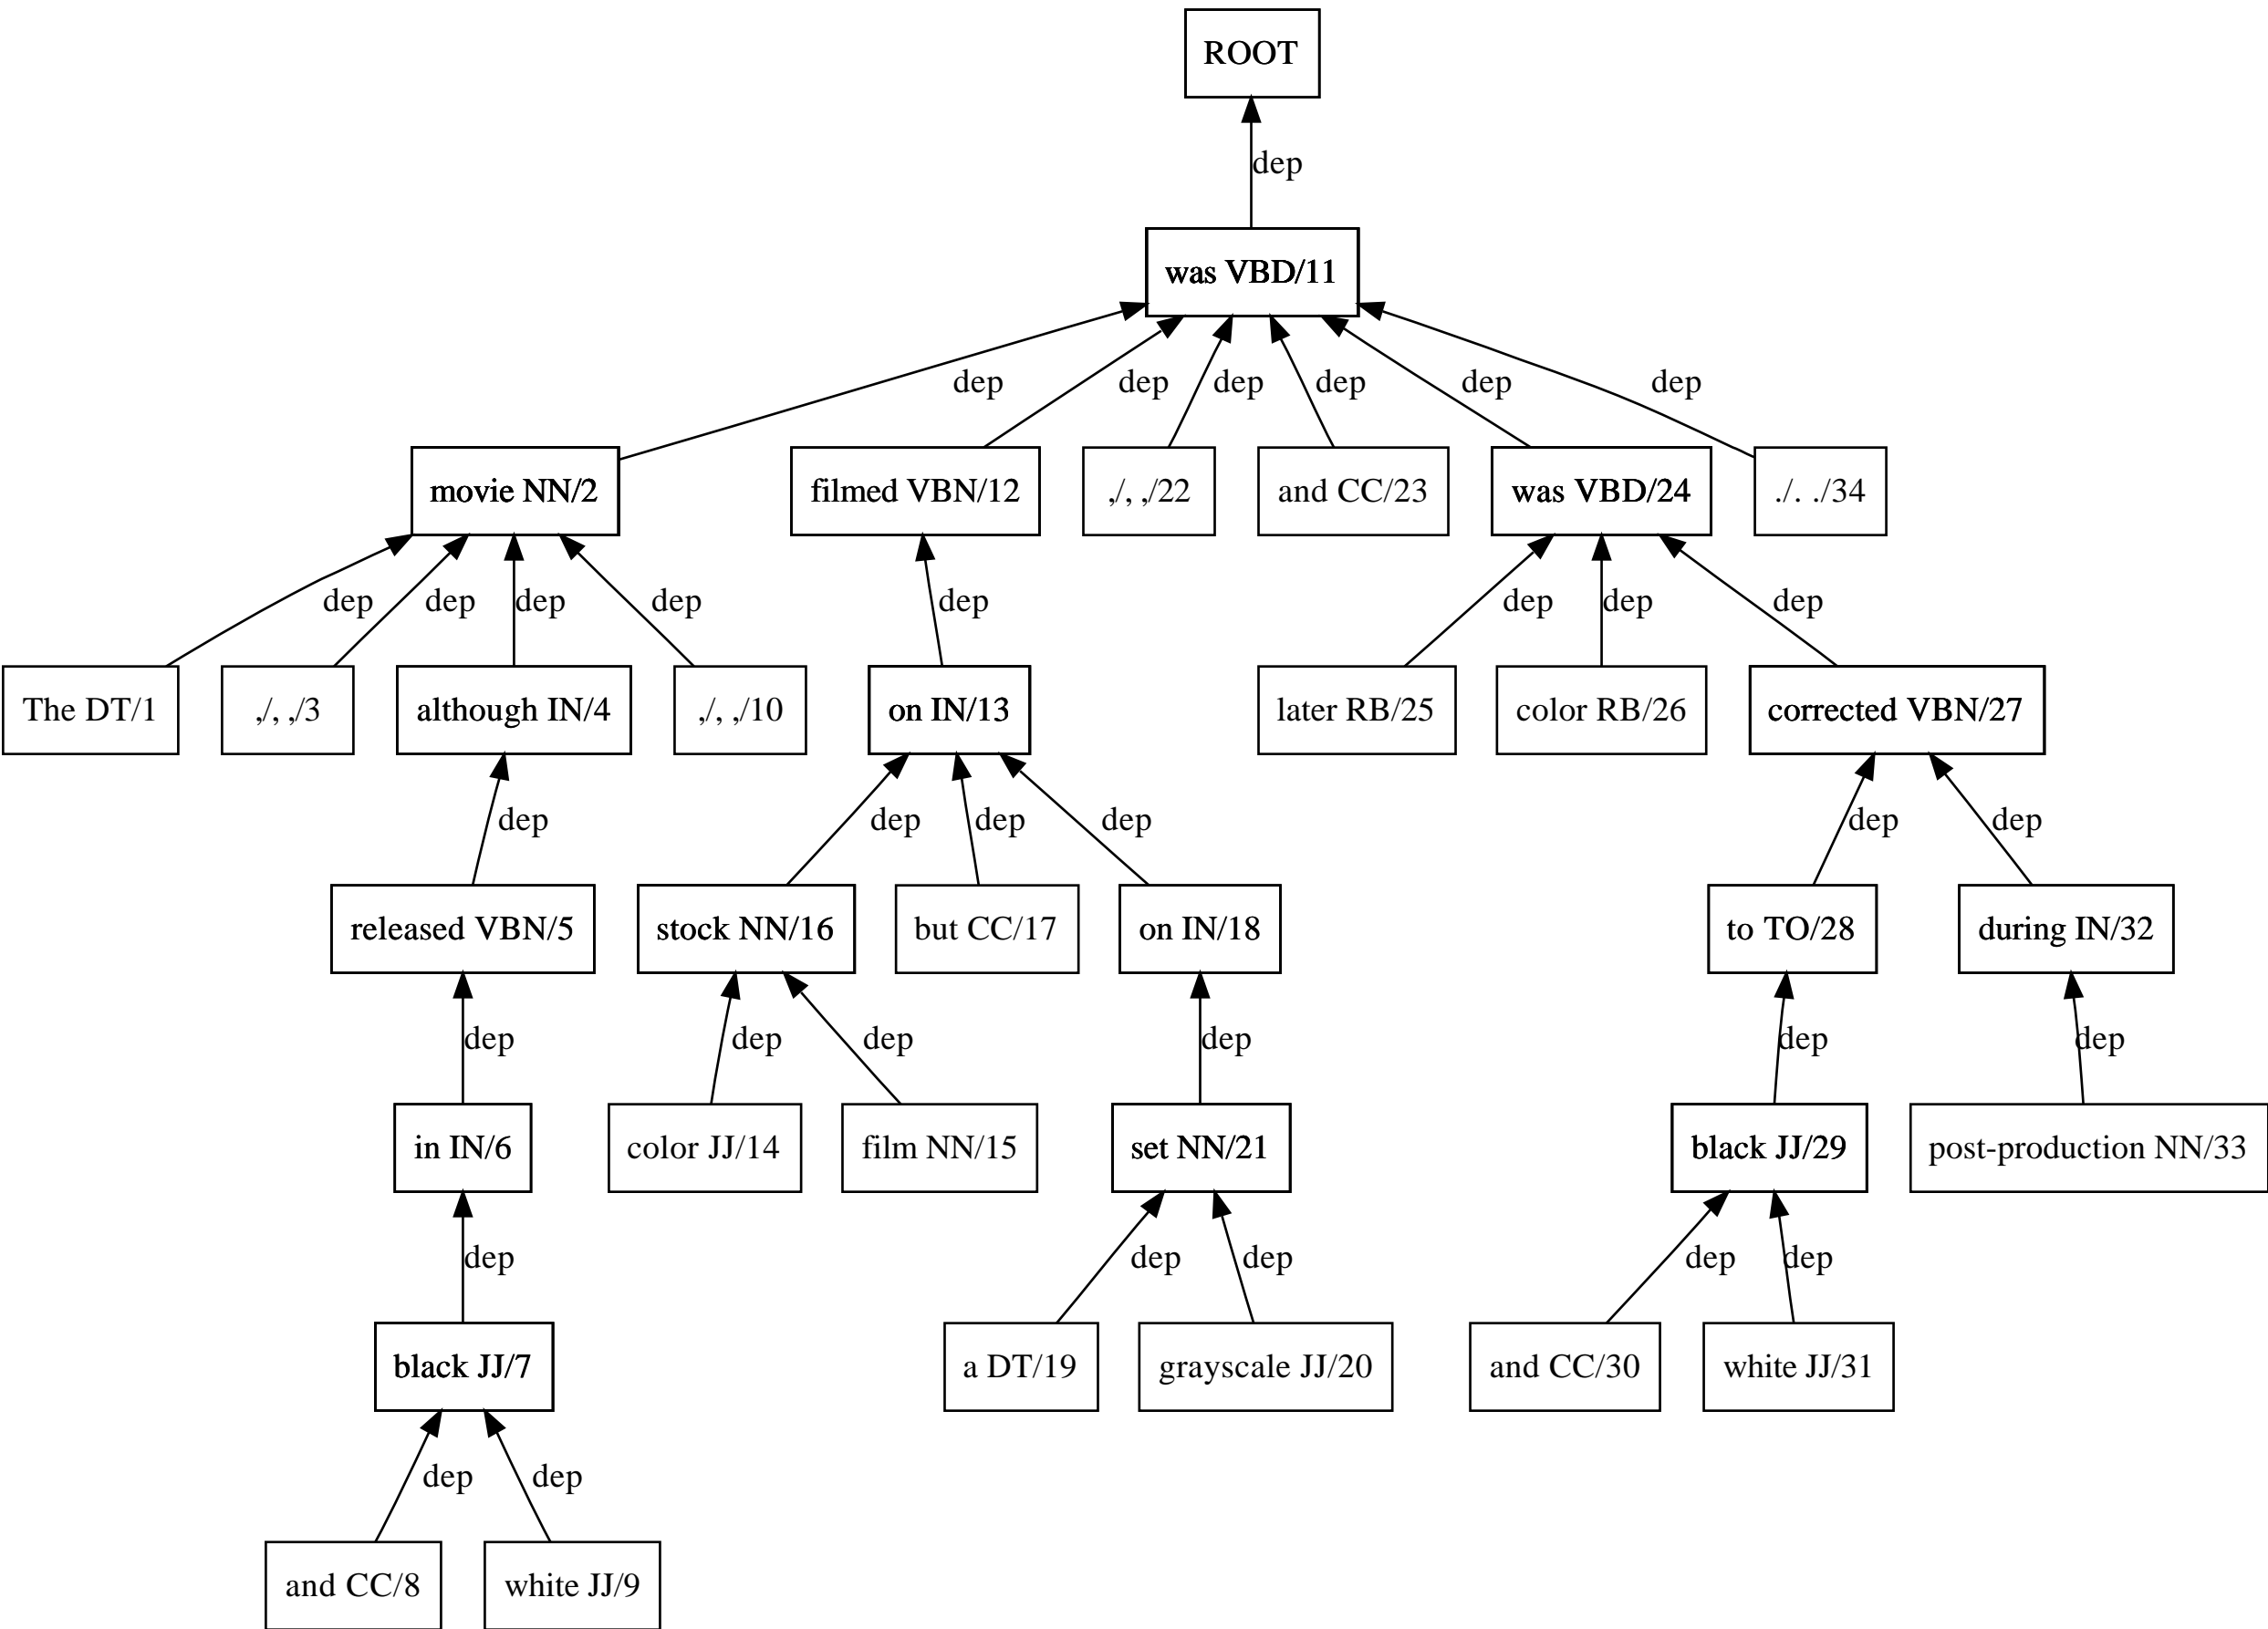 ROOT
dep
was VBD/11
dep dep dep dep dep dep
movie NN/2 filmed VBN/12 ,/, ,/22 and CC/23 was VBD/24 ./. ./34
dep dep dep dep dep dep dep dep
The DT/1 ,/, ,/3 although IN/4 ,/, ,/10 on IN/13 later RB/25 color RB/26 corrected VBN/27
dep dep dep dep dep dep
released VBN/5 stock NN/16 but CC/17 on IN/18 to TO/28 during IN/32
dep dep dep dep dep dep
in IN/6 color JJ/14 film NN/15 set NN/21 black JJ/29 post-production NN/33
dep dep dep dep dep
black JJ/7 a DT/19 grayscale JJ/20 and CC/30 white JJ/31
dep dep
and CC/8 white JJ/9